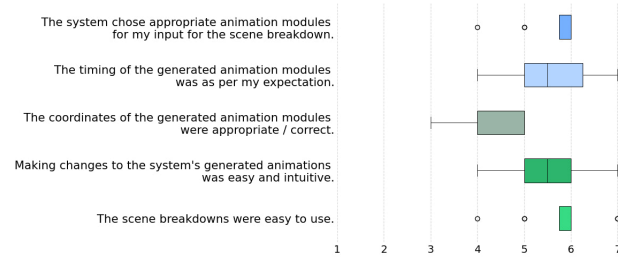 The system chose appropriate animation modules
for my input for the scene breakdown.
The timing of the generated animation modules
was as per my expectation.
The coordinates of the generated animation modules
were appropriate / correct.
Making changes to the system's generated animations
was easy and intuitive.
The scene breakdowns were easy to use.
1 2 3 4 5 6 7